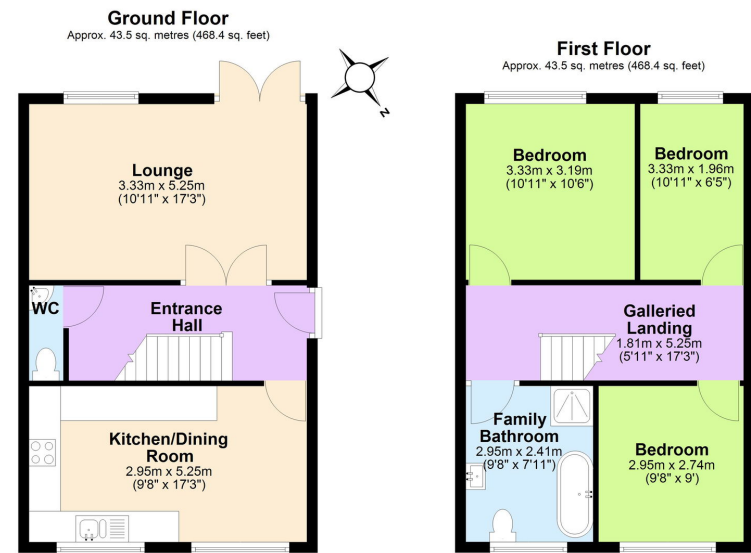 Ground Floor
Approx. 43.5 sq. metres (468.4 sq. feet)
N
Lounge
3.33m x 5.25m
(10'11" x 17'3")
WC
Entrance
Hall
Kitchen/Dining
Room
2.95m x 5.25m
(9'8" x 17'3")
First Floor
Approx. 43.5 sq. metres (468.4 sq. feet)
Bedroom
3.33m x 3.19m
(10'11" x 10'6")
Bedroom
3.33m x 1.96m
(10'11" x 6'5")
Galleried
Landing
1.81m x 5.25m
(5'11" x 17'3")
Family
Bathroom
2.95m x 2.41m
(9'8" x 7'11")
Bedroom
2.95m x 2.74m
(9'8" x 9')